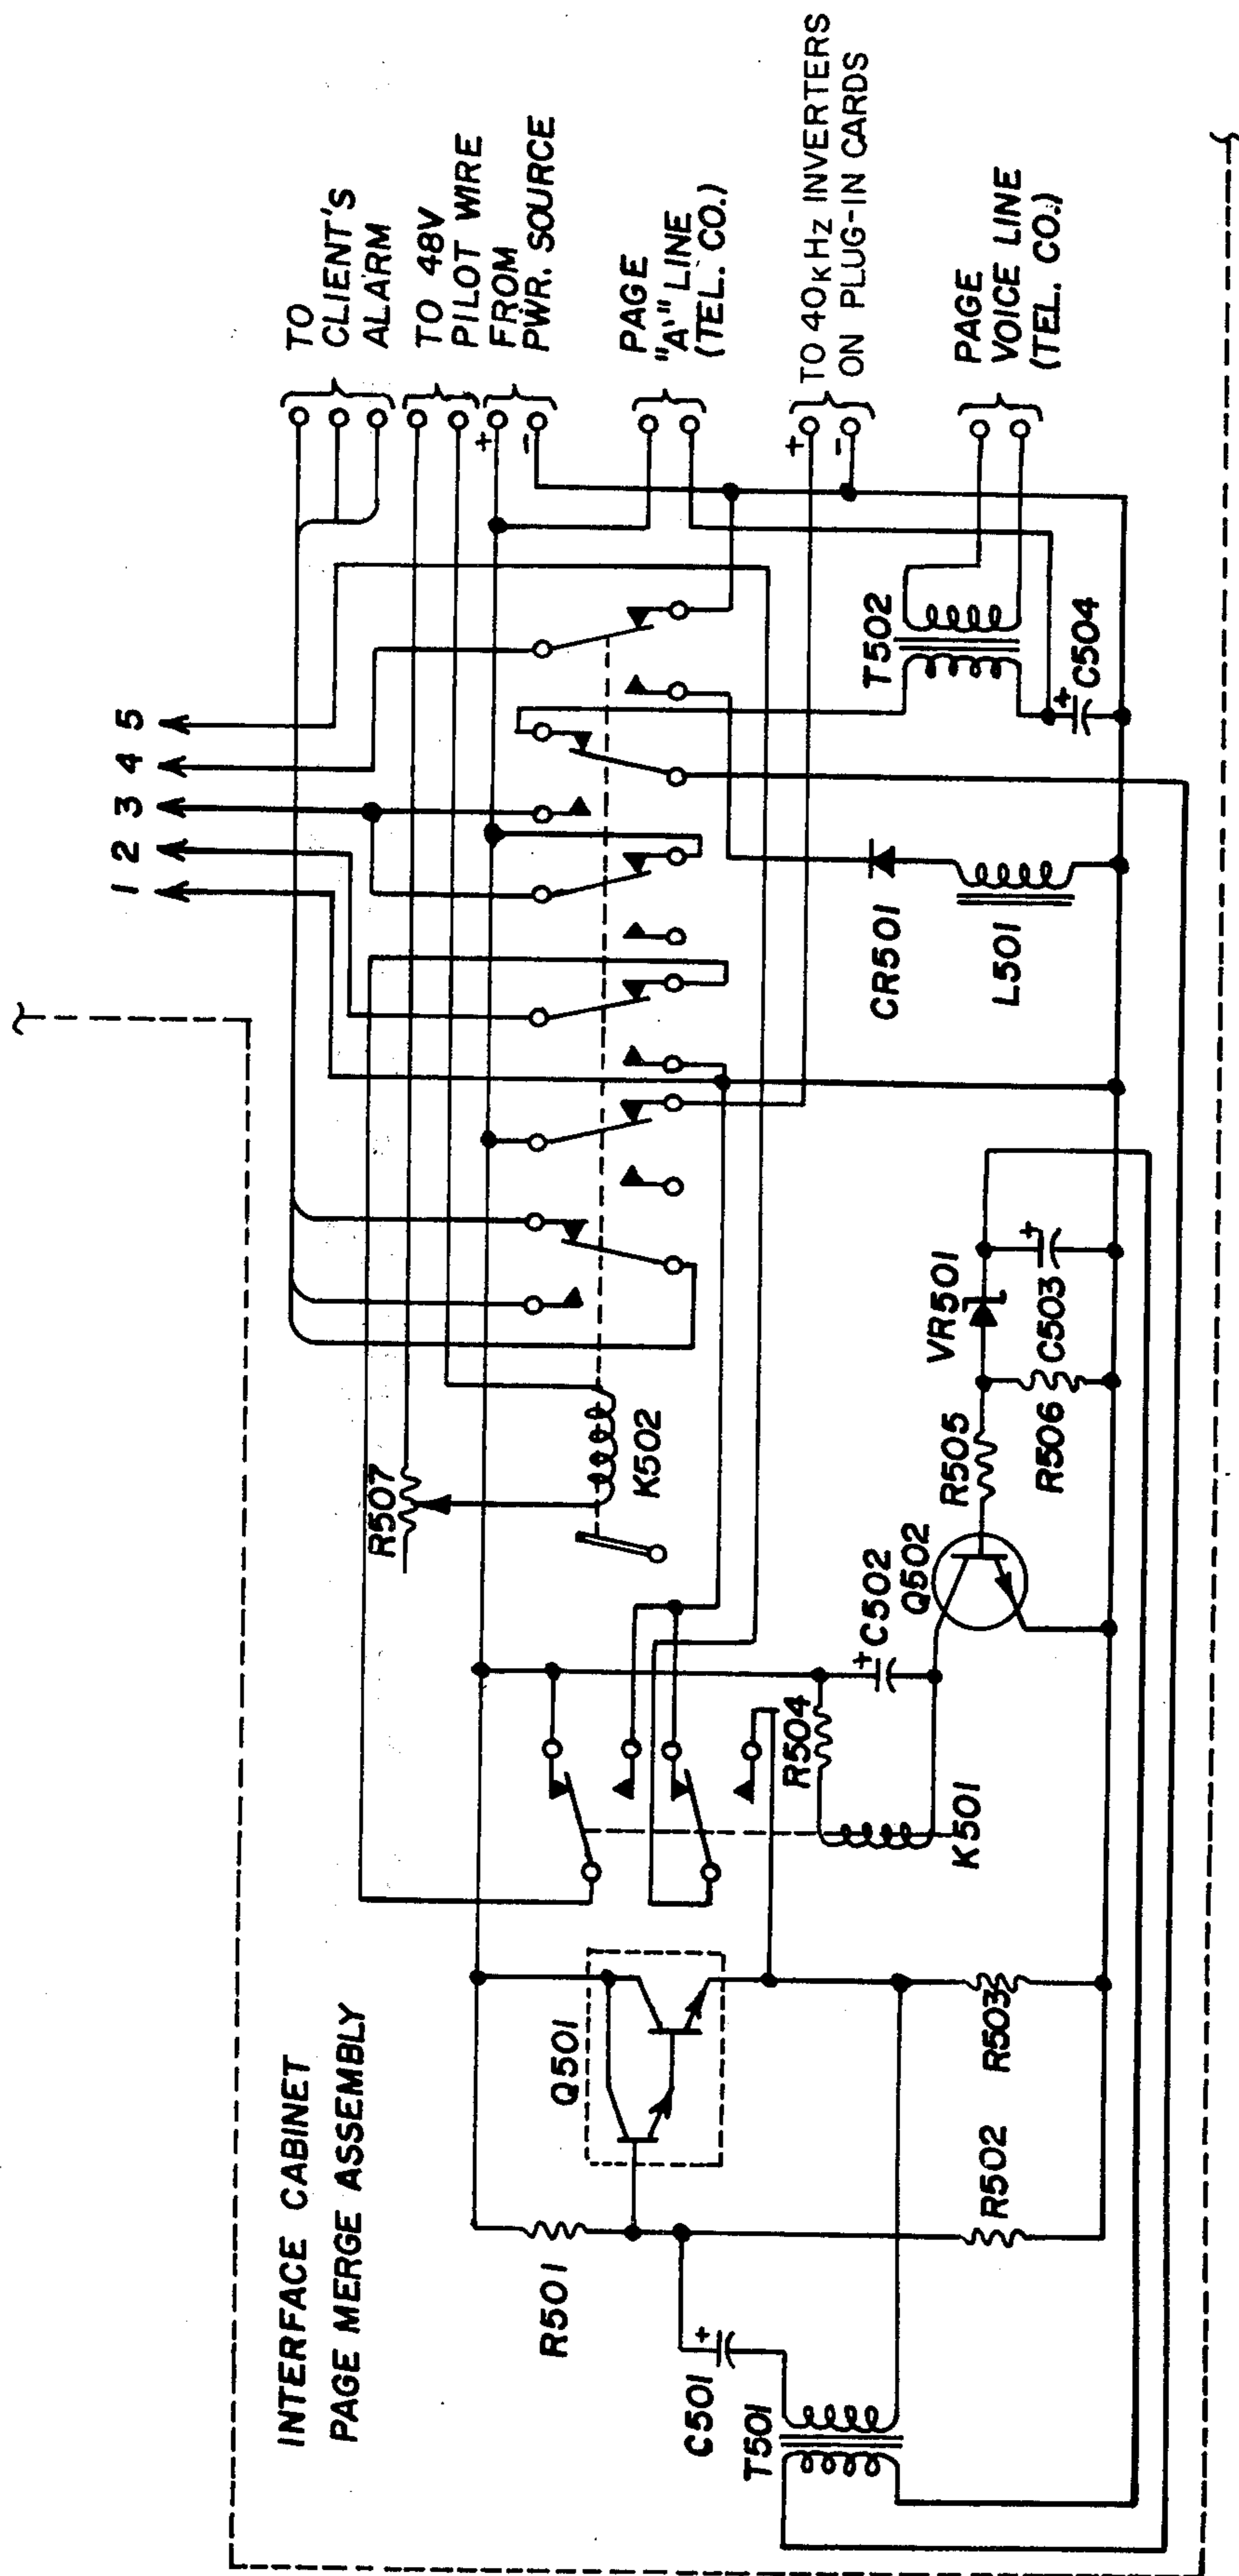 INTERFACE CABINET
PAGE MERGE ASSEMBLY
1 2 3 4 5
TO
CLIENT'S
ALARM
TO 48V
PILOT WIRE
FROM
PWR. SOURCE
+
-
PAGE
"A" LINE
(TEL. CO.)
+
-
TO 40KHz INVERTERS
ON PLUG-IN CARDS
PAGE
VOICE LINE
(TEL. CO.)
R507
K502
Q501
R501
C501
+
T501
R502
R503
K501
R504
+
C502
Q502
R505
R506
VR501
C503
+
CR501
L501
T502
+
C504